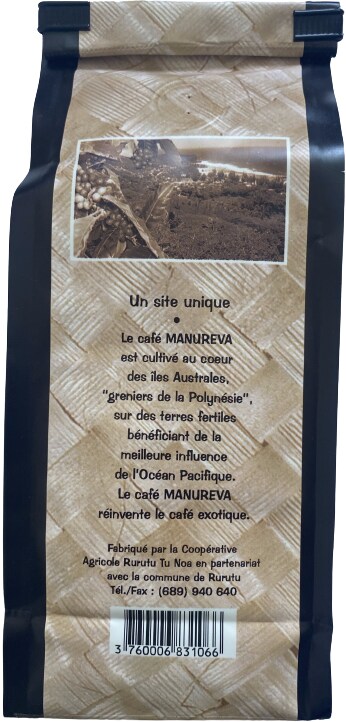 Un site unique
•
Le café MANUREVA
est cultivé au coeur
des îles Australes,
"greniers de la Polynésie",
sur des terres fertiles
bénéficiant de la
meilleure influence
de l'Océan Pacifique.
Le café MANUREVA
reinvente le café exotique.
Fabriqué par la Coopérative
Agricole Rurutu Tu Noa en partenariat
avec la commune de Rurutu
Tél./Fax : (689) 940 640
3 760006 831066